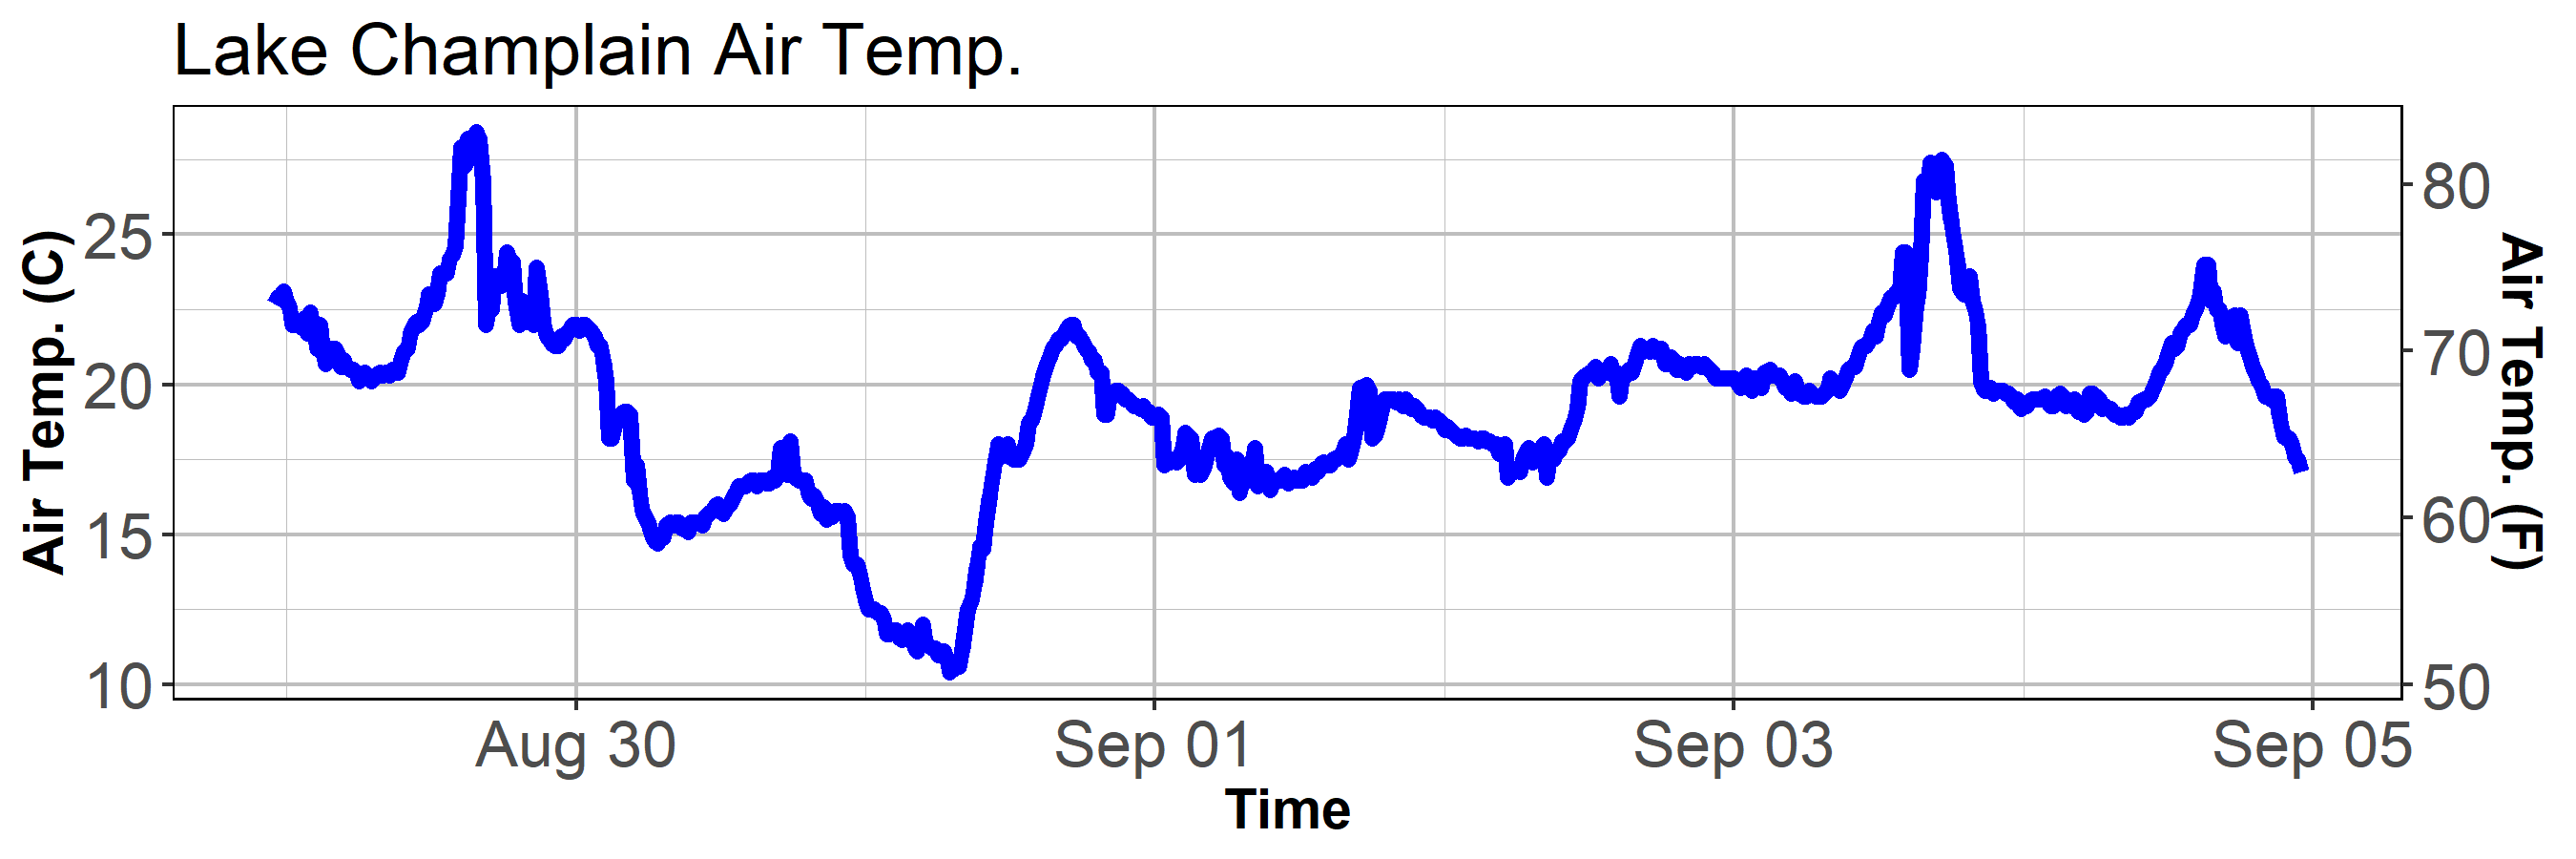 Lake Champlain Air Temp.
Air Temp. (C)
25
20
15
10
80
70
60
50
Air Temp. (F)
Aug 30
Sep 01
Sep 03
Sep 05
Time